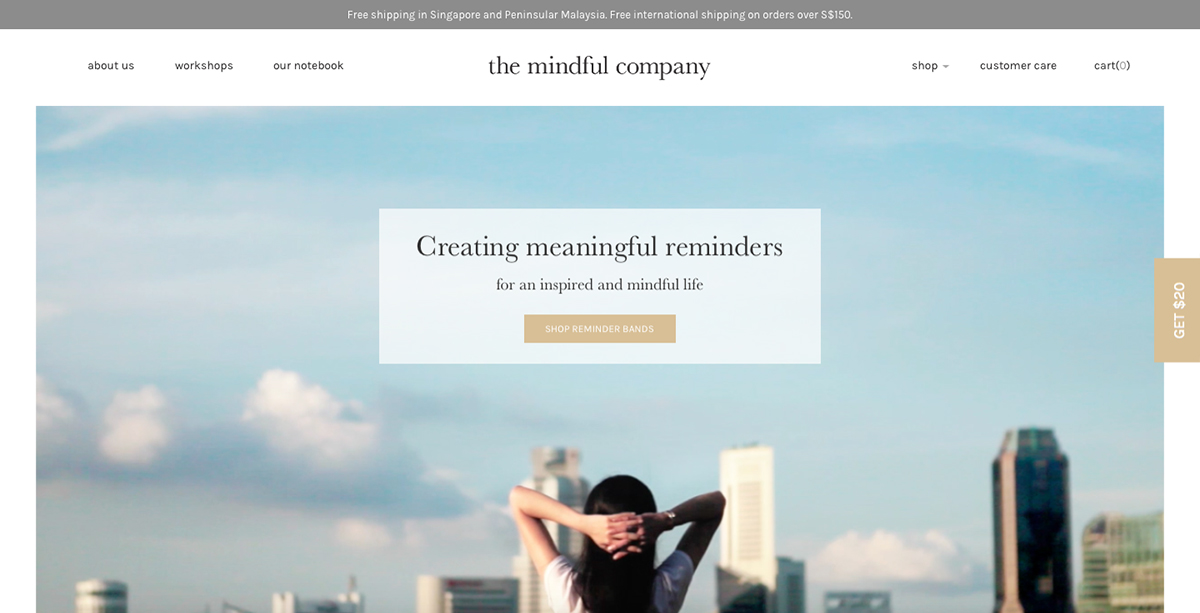 Free shipping in Singapore and Peninsular Malaysia. Free international shipping on orders over S$150.
about us
workshops
our notebook
the mindful company
shop
customer care
cart(0)
Creating meaningful reminders
for an inspired and mindful life
SHOP REMINDER BANDS
GET $20